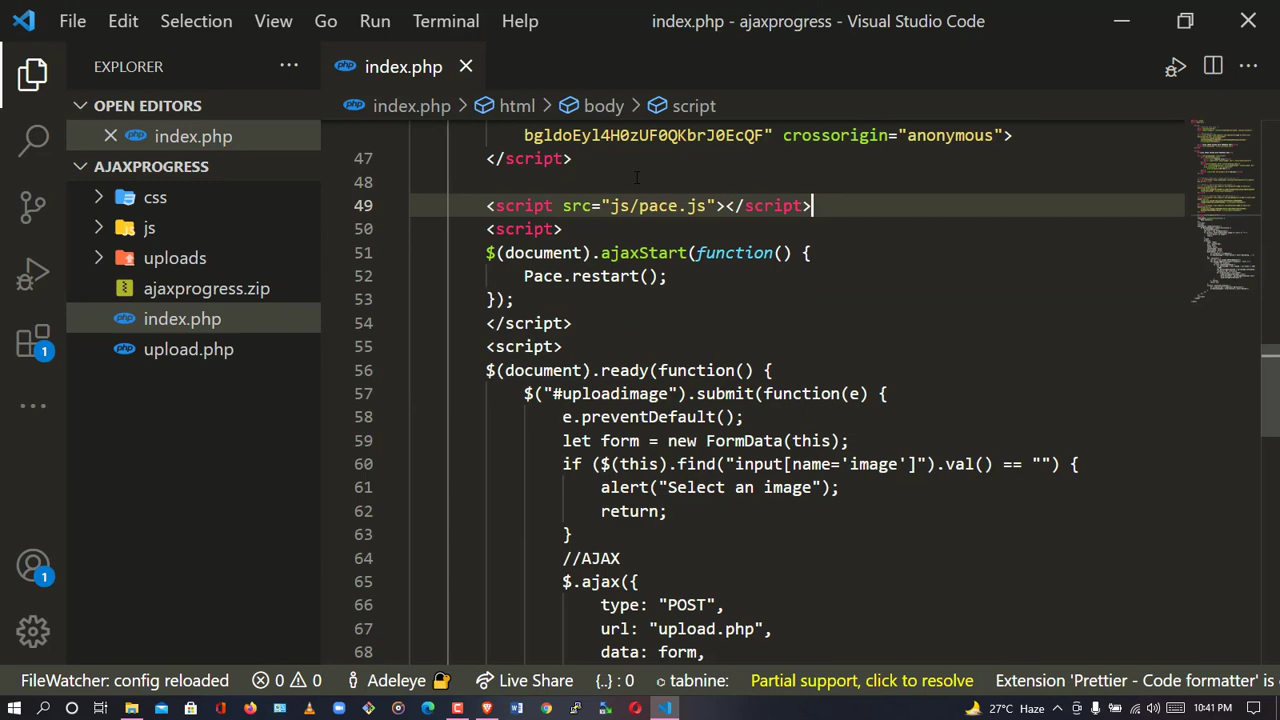 File Edit Selection View Go Run Terminal Help index.php - ajaxprogress - Visual Studio Code
EXPLORER
index.php
OPEN EDITORS
index.php
index.php > html > body > script
AJAXPROGRESS
css
js
uploads
ajaxprogress.zip
index.php
upload.php
bgldoEyl4H0zUF0QKbrJ0EcQF" crossorigin="anonymous">
47 </script>
48
49 <script src="js/pace.js"></script>
50 <script>
51 $(document).ajaxStart(function() {
52 Pace.restart();
53 });
54 </script>
55 <script>
56 $(document).ready(function() {
57 $("#uploadimage").submit(function(e) {
58 e.preventDefault();
59 let form = new FormData(this);
60 if ($(this).find("input[name='image']").val() == "") {
61 alert("Select an image");
62 return;
63 }
64 //AJAX
65 $.ajax({
66 type: "POST",
67 url: "upload.php",
68 data: form,
1
1
FileWatcher: config reloaded 0 0 Adeleye Live Share {..} : 0 tabnine: Partial support, click to resolve Extension 'Prettier - Code formatter' is c
27°C Haze ENG 10:41 PM